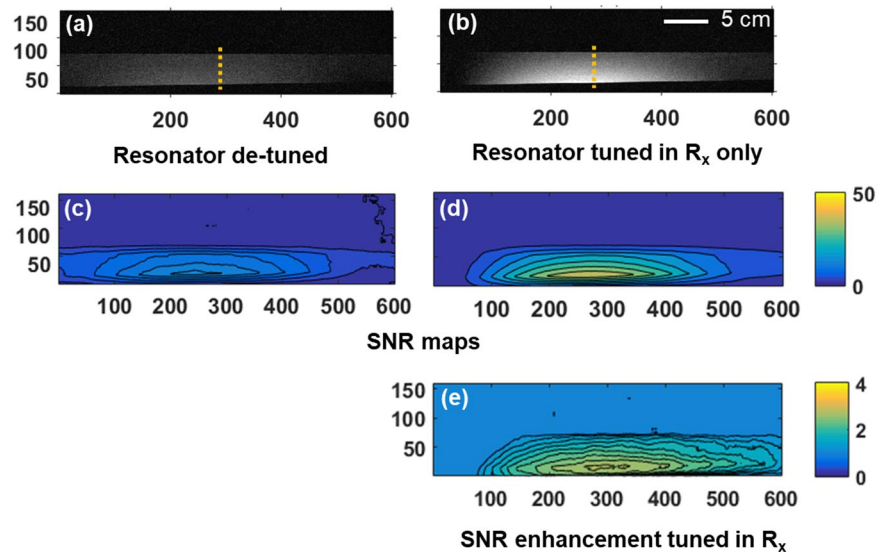 (a)
150
100
50
200 400 600
Resonator de-tuned
(b)
5 cm
200 400 600
Resonator tuned in Rx only
(c)
150
100
50
100 200 300 400 500 600
(d)
50
0
100 200 300 400 500 600
SNR maps
(e)
150
100
50
4
2
0
100 200 300 400 500 600
SNR enhancement tuned in Rx